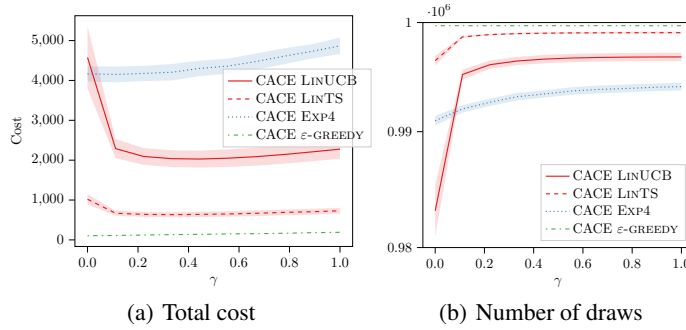 ·10⁶
5,000
4,000
3,000
2,000
1,000
0
Cost
0.0 0.2 0.4 0.6 0.8 1.0
γ
CACE LINUCB
CACE LINTS
CACE EXP4
CACE ε-GREEDY
(a) Total cost
1
0.99
0.98
0.0 0.2 0.4 0.6 0.8 1.0
γ
CACE LINUCB
CACE LINTS
CACE EXP4
CACE ε-GREEDY
(b) Number of draws